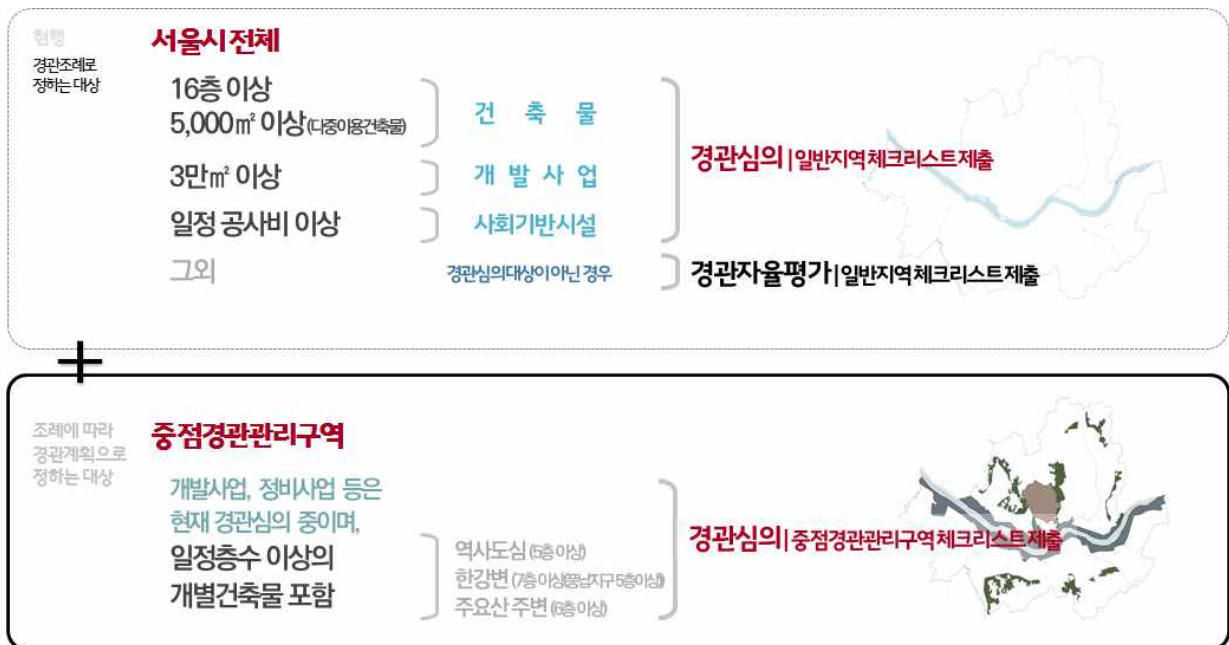 현행
경관조례로
정하는 대상
서울시 전체
16층 이상
5,000㎡ 이상(다중이용건축물)
건 축 물
3만㎡ 이상
개 발 사 업
일정 공사비 이상
사회기반시설
경관심의 | 일반지역 체크리스트 제출
그외
경관심의대상이 아닌 경우
경관자율평가 | 일반지역 체크리스트 제출
+
조례에 따라
경관계획으로
정하는 대상
중점경관관리구역
개발사업, 정비사업 등은
현재 경관심의 중이며,
일정층수 이상의
개별건축물 포함
역사도심 (5층 이상)
한강변 (7층 이상(풍납지구 5층이상))
주요산 주변 (6층 이상)
경관심의 | 중점경관관리구역 체크리스트 제출